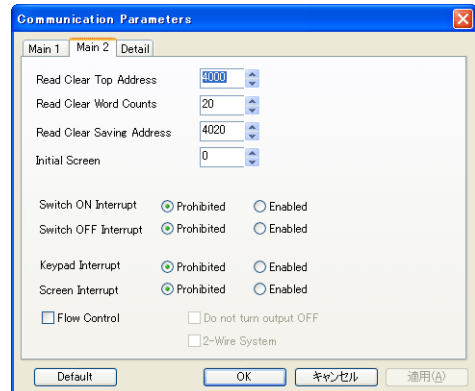 Communication Parameters
Main 1 Main 2 Detail
Read Clear Top Address 4000
Read Clear Word Counts 20
Read Clear Saving Address 4020
Initial Screen 0
Switch ON Interrupt Prohibited Enabled
Switch OFF Interrupt Prohibited Enabled
Keypad Interrupt Prohibited Enabled
Screen Interrupt Prohibited Enabled
Flow Control Do not turn output OFF
2-Wire System
Default OK キャンセル 適用(A)